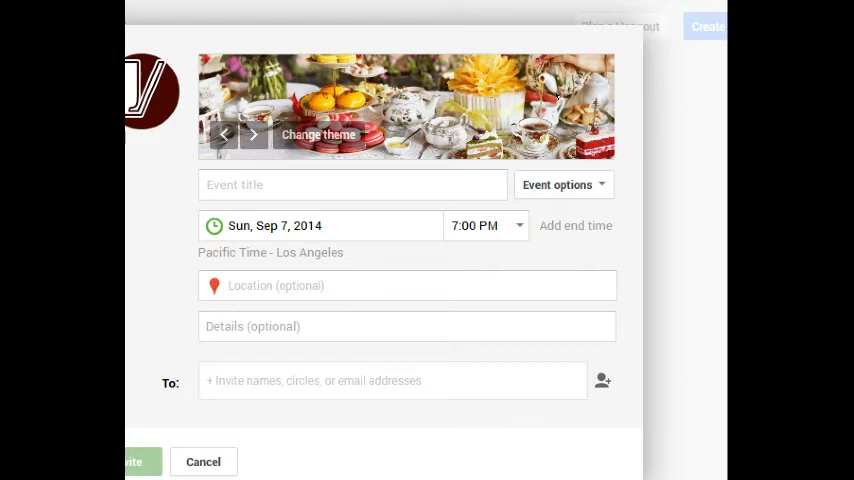 Create
Change theme
Event title
Event options
Sun, Sep 7, 2014
7:00 PM
Add end time
Pacific Time - Los Angeles
Location (optional)
Details (optional)
To:
+ Invite names, circles, or email addresses
Cancel